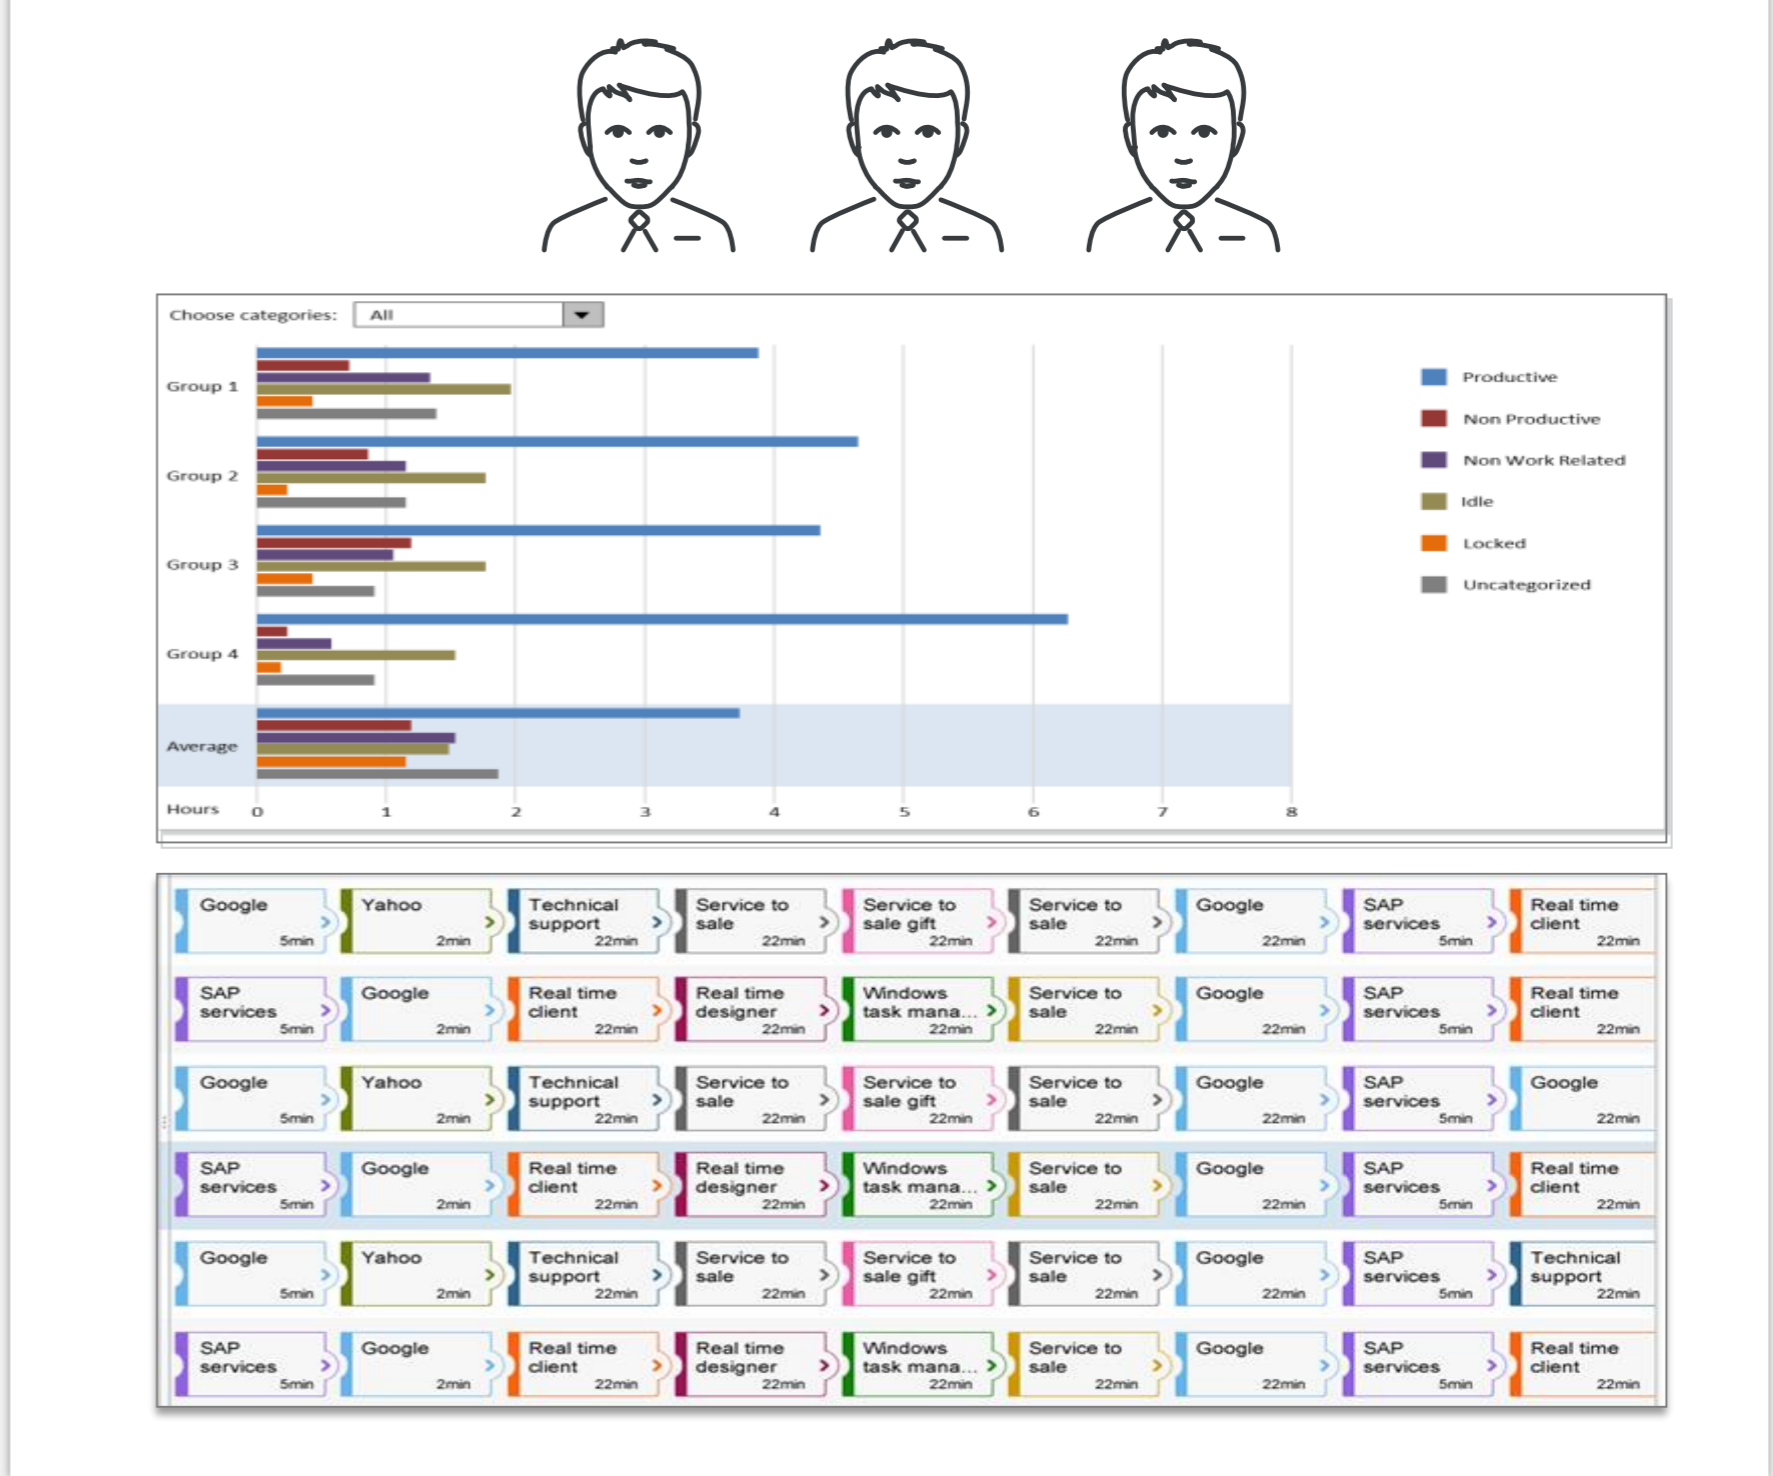 Choose categories: All
Group 1
Group 2
Group 3
Group 4
Average
Hours 0 1 2 3 4 5 6 7 8
Productive
Non Productive
Non Work Related
Idle
Locked
Uncategorized
Google Yahoo Technical Service to Service to Service to Google SAP Real time
support sale sale gift sale services client
5min 2min 22min 22min 22min 22min 22min 5min 22min
SAP Google Real time Real time Windows Service to Google SAP Real time
services client designer task mana... sale services client
5min 2min 22min 22min 22min 22min 22min 5min 22min
Google Yahoo Technical Service to Service to Service to Google SAP Google
support sale sale gift sale services
5min 2min 22min 22min 22min 22min 22min 5min 22min
SAP Google Real time Real time Windows Service to Google SAP Real time
services client designer task mana... sale services client
5min 2min 22min 22min 22min 22min 22min 5min 22min
Google Yahoo Technical Service to Service to Service to Google SAP Technical
support sale sale gift sale services support
5min 2min 22min 22min 22min 22min 22min 5min 22min
SAP Google Real time Real time Windows Service to Google SAP Real time
services client designer task mana... sale services client
5min 2min 22min 22min 22min 22min 22min 5min 22min